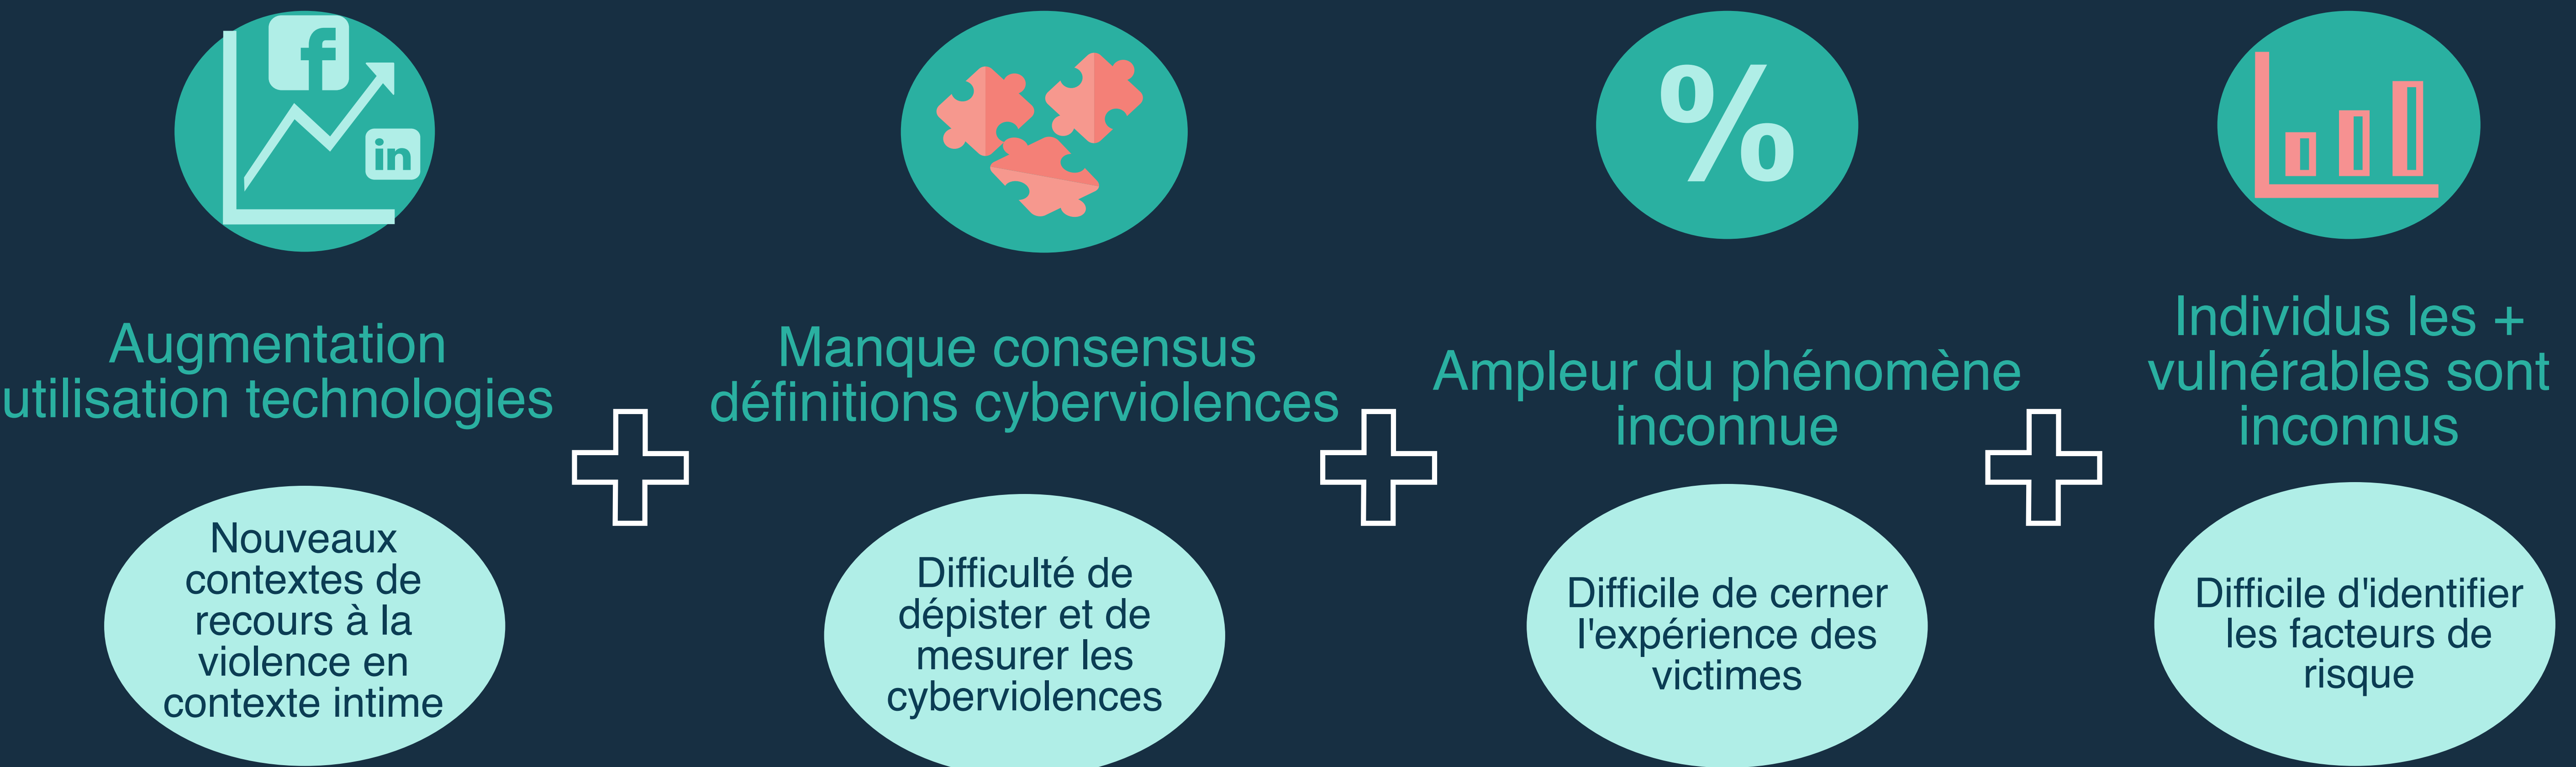 f
in
%
Augmentation
utilisation technologies
Nouveaux
contextes de
recours à la
violence en
contexte intime
Manque consensus
définitions cyberviolences
Difficulté de
dépister et de
mesurer les
cyberviolences
Ampleur du phénomène
inconnue
Difficile de cerner
l'expérience des
victimes
Individus les +
vulnérables sont
inconnus
Difficile d'identifier
les facteurs de
risque